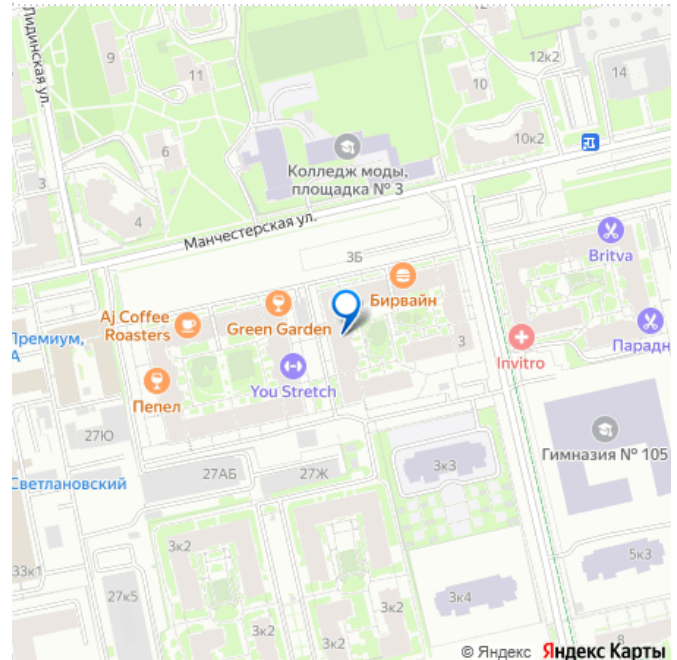 Лидинская ул.
9
11
12
12к2
14
10
10к2
6
3
4
Колледж моды,
площадка № 3
Манчестерская ул.
3Б
Britva
Бирвайн
Aj Coffee
Roasters
Green Garden
Премиум,
А
3
Invitro
Парадн
You Stretch
Пепел
27Ю
Гимназия № 105
Светлановский
27АБ
27Ж
3к3
33к1
3к2
27к5
3к2
3к2
3к4
5к3
8
© Яндекс Яндекс Карты